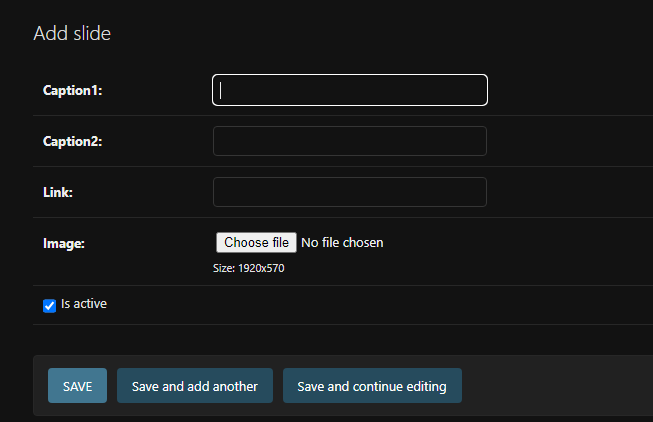 Add slide
Caption1:
Caption2:
Link:
Image: Choose file No file chosen
Size: 1920x570
Is active
SAVE Save and add another Save and continue editing